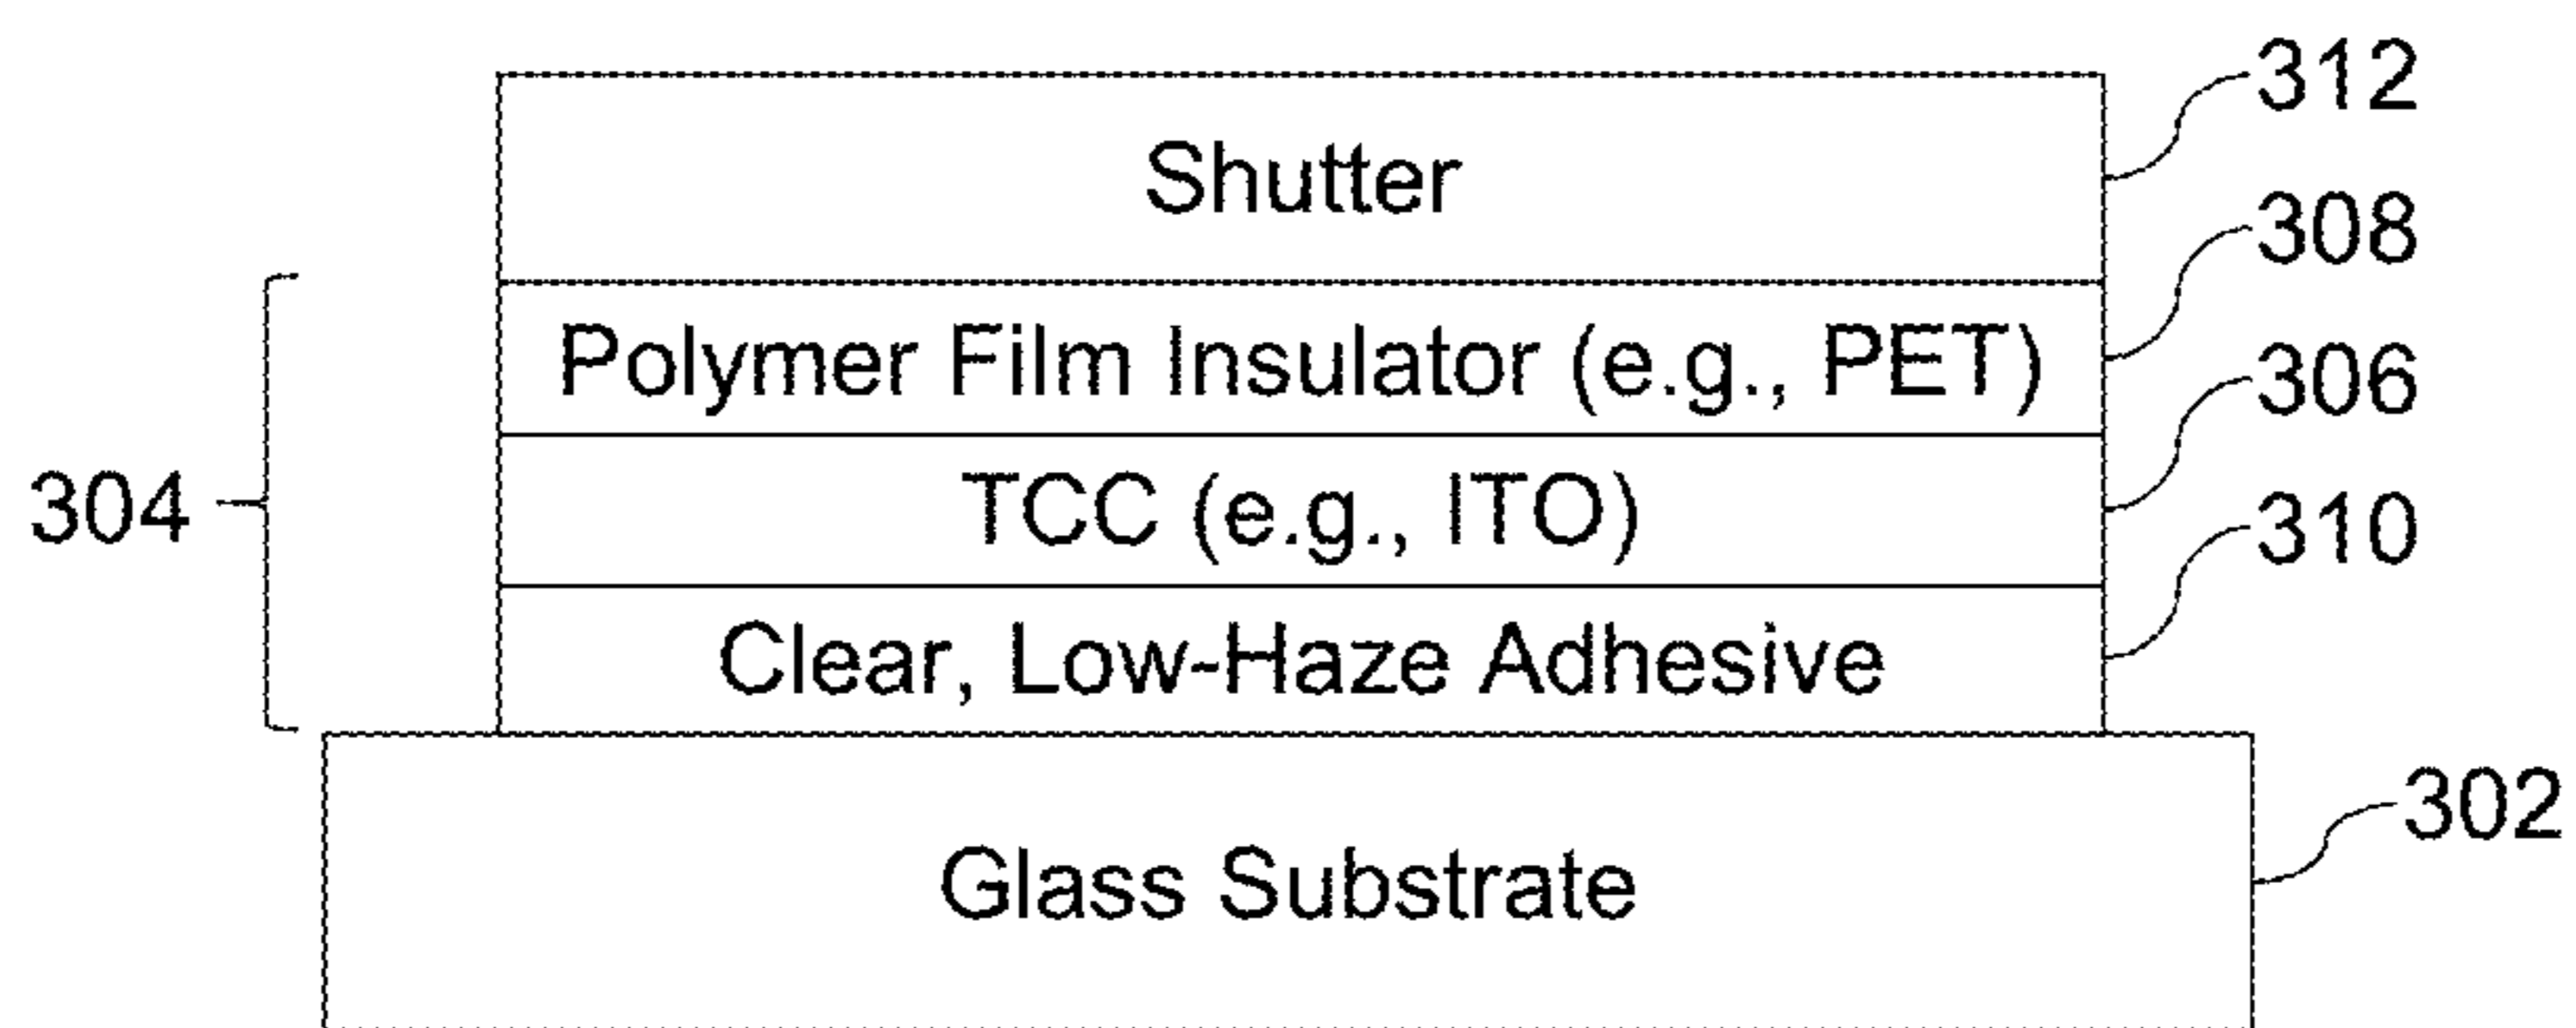 Shutter
312
Polymer Film Insulator (e.g., PET)
308
TCC (e.g., ITO)
306
Clear, Low-Haze Adhesive
310
304
Glass Substrate
302